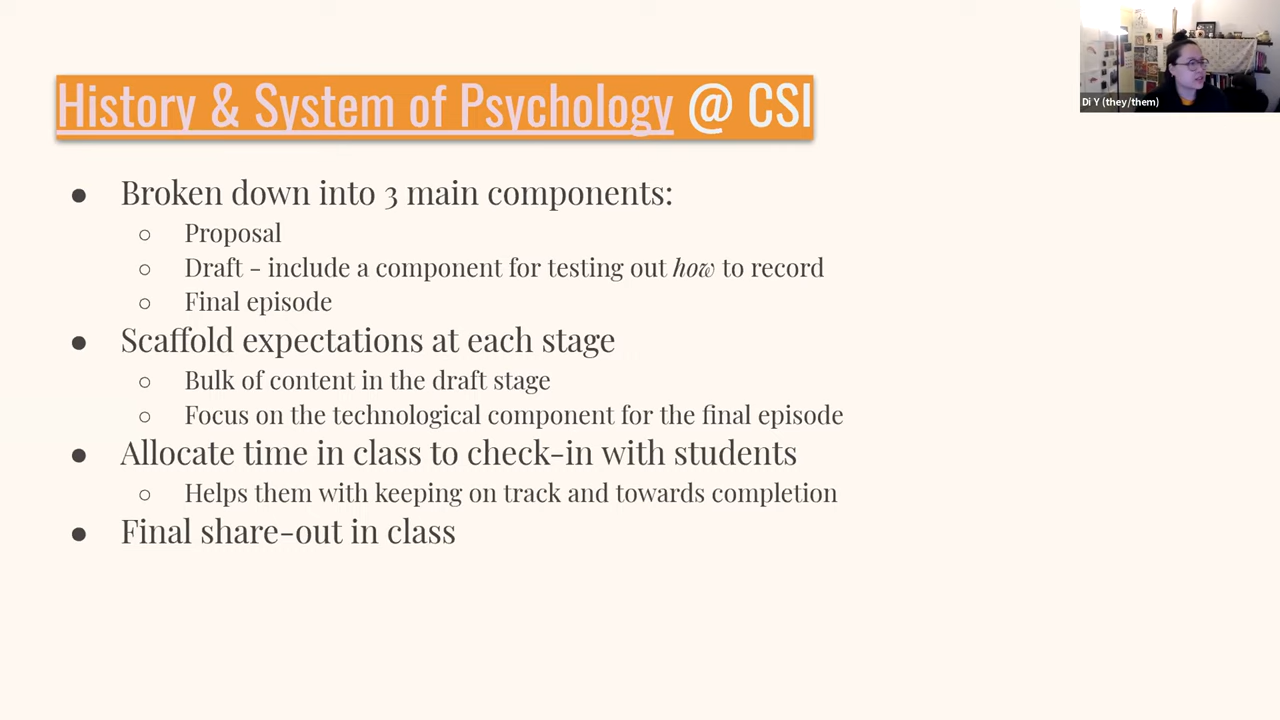 History & System of Psychology @ CSI
Di Y (they/them)
● Broken down into 3 main components:
○ Proposal
○ Draft - include a component for testing out how to record
○ Final episode
● Scaffold expectations at each stage
○ Bulk of content in the draft stage
○ Focus on the technological component for the final episode
● Allocate time in class to check-in with students
○ Helps them with keeping on track and towards completion
● Final share-out in class